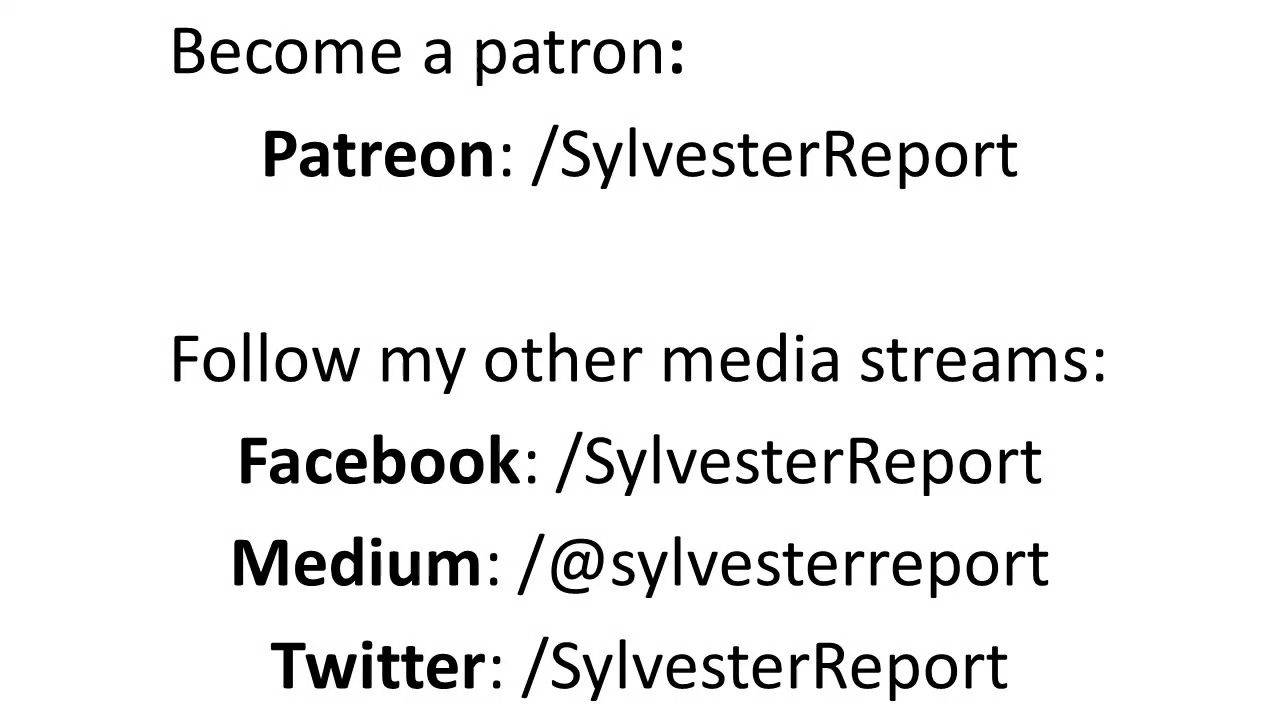 Become a patron:
Patreon: /SylvesterReport
Follow my other media streams:
Facebook: /SylvesterReport
Medium: /@sylvesterreport
Twitter: /SylvesterReport